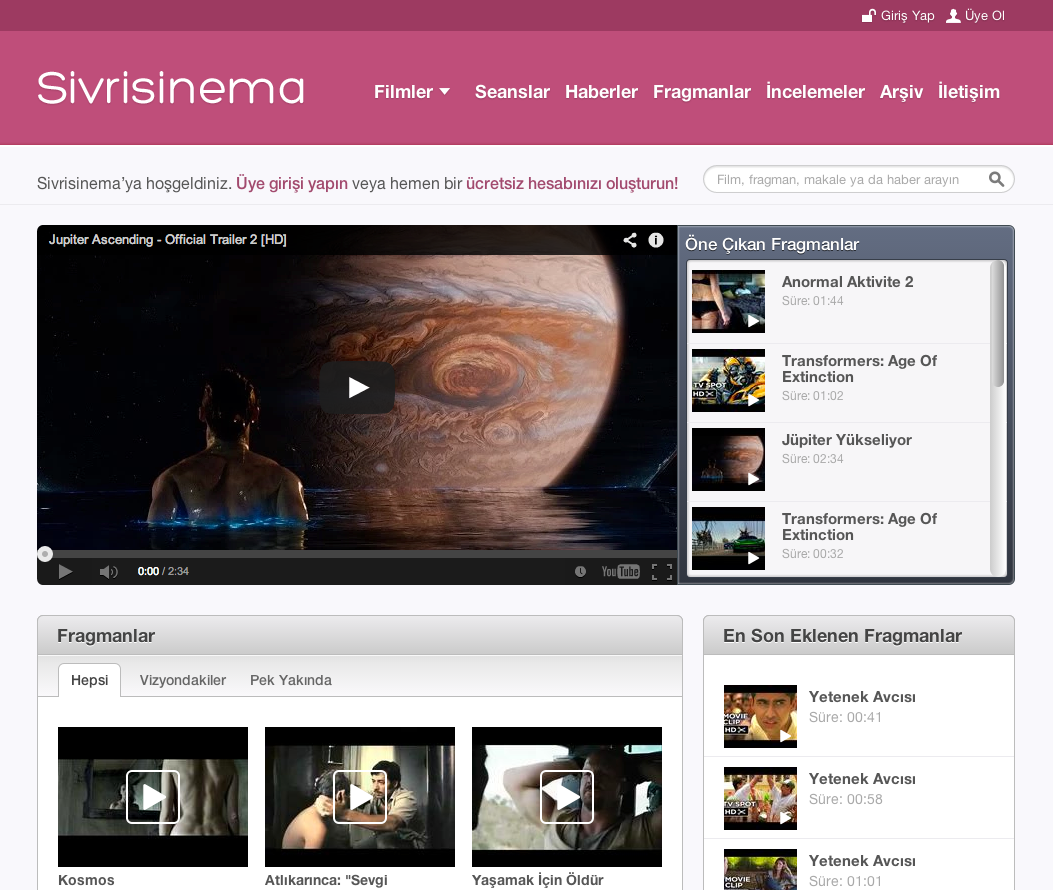 Giriş Yap
Üye Ol
Sivrisinema
Filmler
Seanslar
Haberler
Fragmanlar
İncelemeler
Arşiv
İletişim
Sivrisinema'ya hoşgeldiniz. Üye girişi yapın veya hemen bir ücretsiz hesabınızı oluşturun!
Film, fragman, makale ya da haber arayın
Jupiter Ascending - Official Trailer 2 [HD]
0:00 / 2:34
YouTube
Öne Çıkan Fragmanlar
Anormal Aktivite 2
Süre: 01:44
TV SPOT
HD
Transformers: Age Of
Extinction
Süre: 01:02
Jüpiter Yükseliyor
Süre: 02:34
Transformers: Age Of
Extinction
Süre: 00:32
Fragmanlar
Hepsi
Vizyondakiler
Pek Yakında
Kosmos
Atlıkarınca: "Sevgi
Yaşamak İçin Öldür
En Son Eklenen Fragmanlar
MOVIE
CLIP
HD
Yetenek Avcısı
Süre: 00:41
TV SPOT
HD
Yetenek Avcısı
Süre: 00:58
MOVIE
CLIP
Yetenek Avcısı
Süre: 01:01